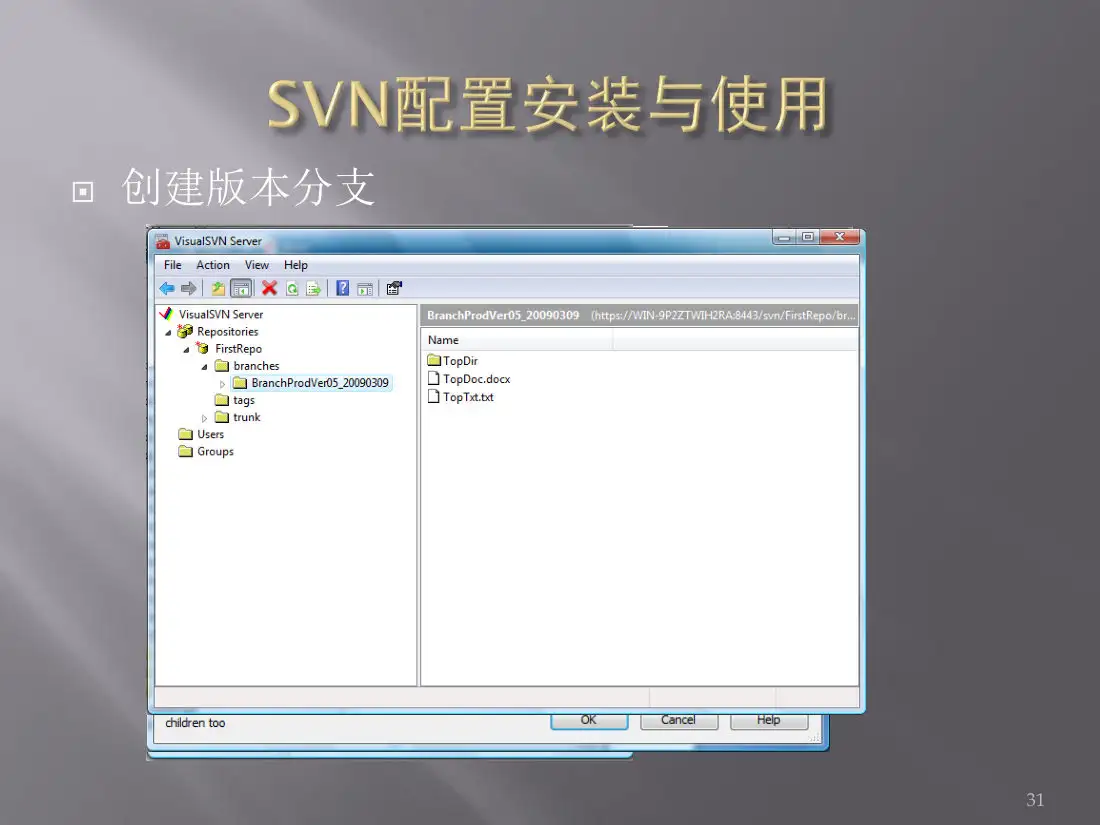 SVN配置安装与使用
创建版本分支
VisualSVN Server
File Action View Help
VisualSVN Server
Repositories
FirstRepo
branches
BranchProdVer05_20090309
tags
trunk
Users
Groups
BranchProdVer05_20090309 (https://WIN-9P2ZTWIH2RA:8443/svn/FirstRepo/br...
Name
TopDir
TopDoc.docx
TopTxt.txt
children too
OK Cancel Help
31